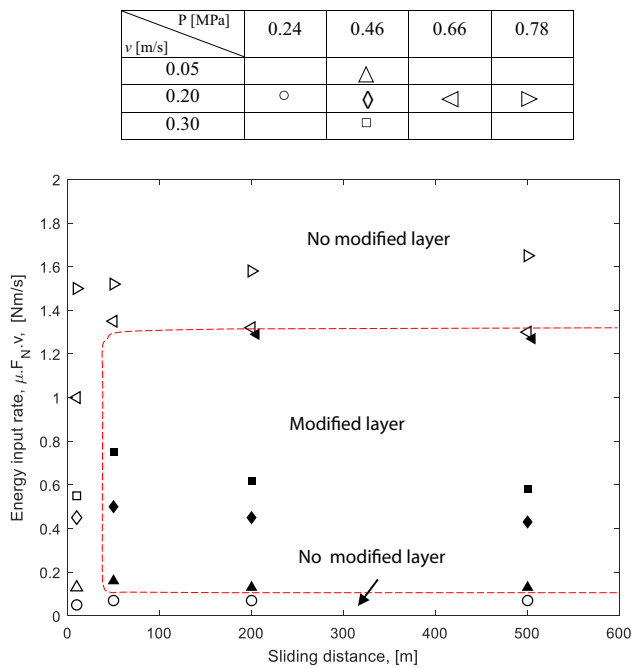 P [MPa] 0.24 0.46 0.66 0.78
v [m/s]
0.05
0.20
0.30
2
1.8
1.6
1.4
1.2
1
0.8
0.6
0.4
0.2
0
Energy input rate, μ.F_N.v, [Nm/s]
No modified layer
Modified layer
No modified layer
0 100 200 300 400 500 600
Sliding distance, [m]